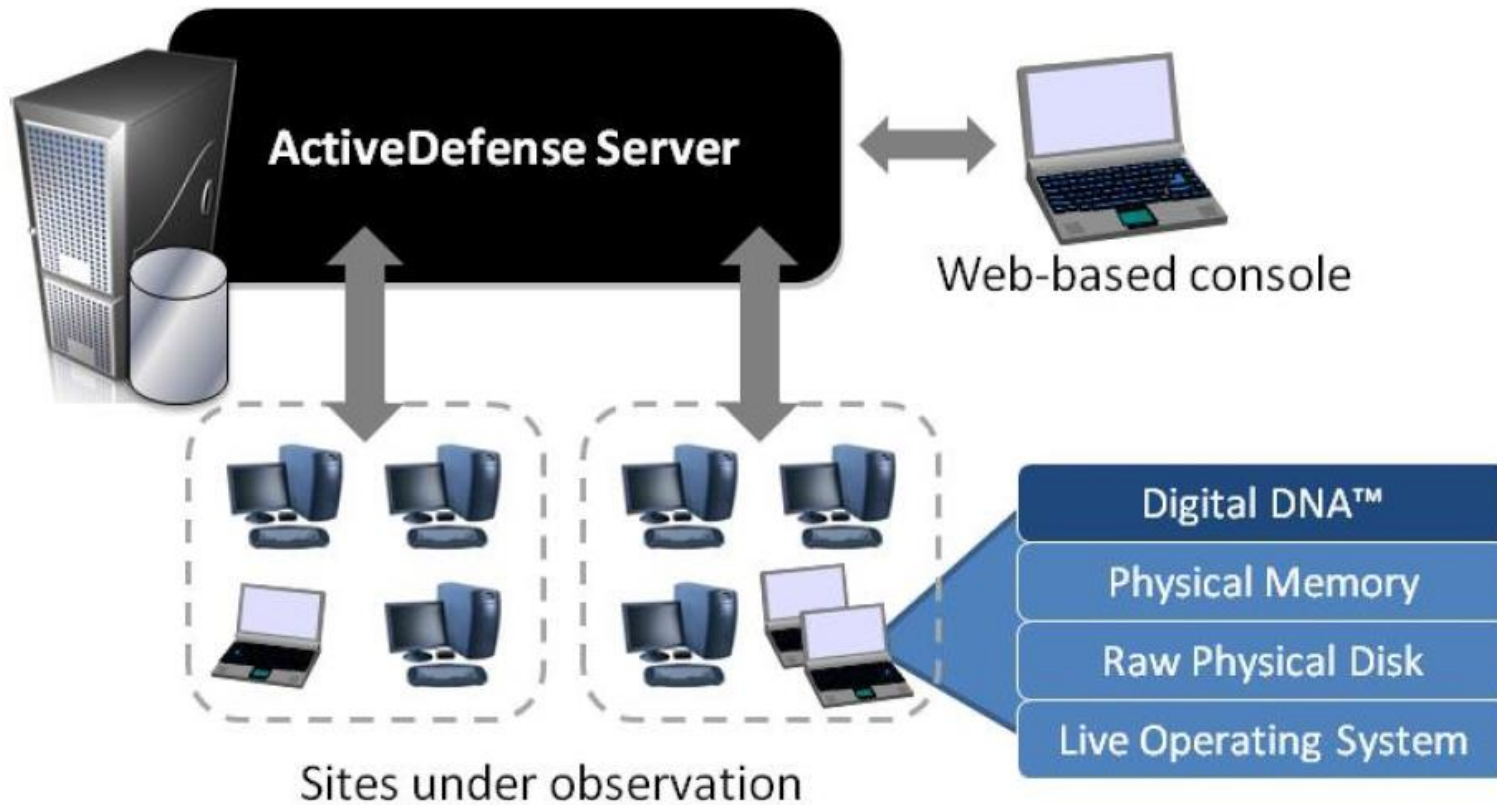 ActiveDefense Server
Web-based console
Digital DNA™
Physical Memory
Raw Physical Disk
Live Operating System
Sites under observation